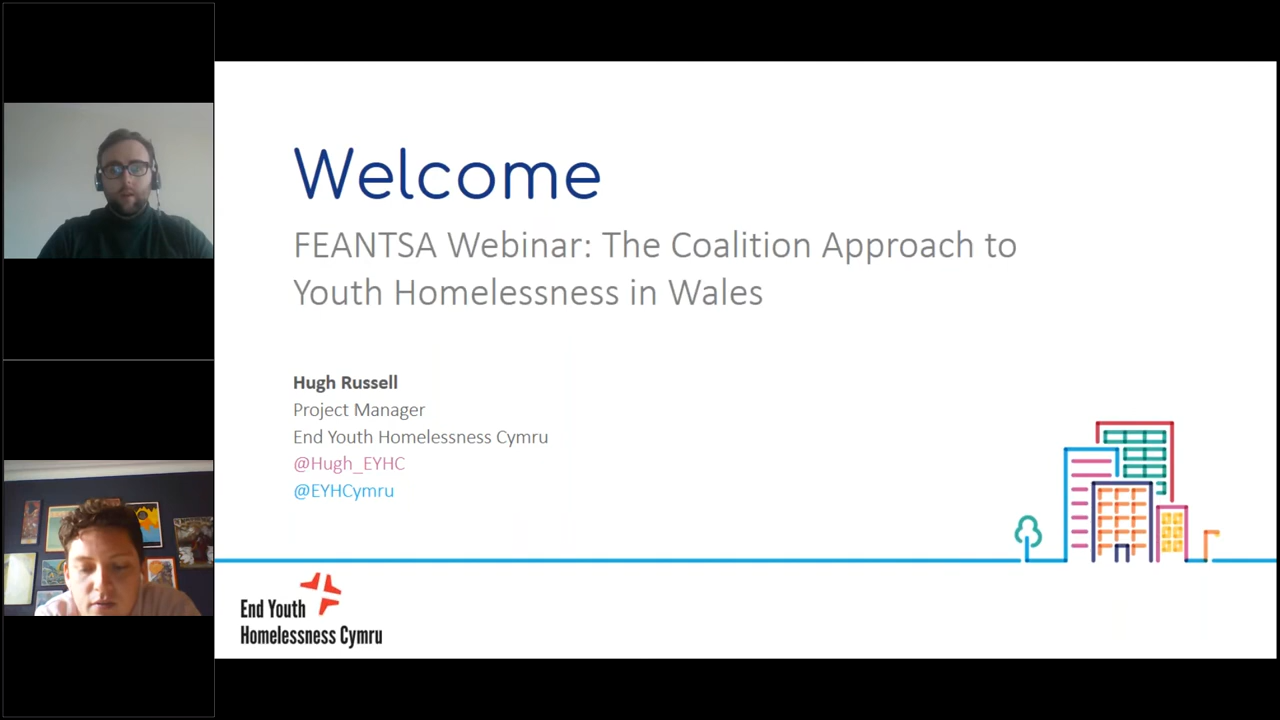 Welcome
FEANTSA Webinar: The Coalition Approach to
Youth Homelessness in Wales
Hugh Russell
Project Manager
End Youth Homelessness Cymru
@Hugh_EYHC
@EYHCymru
End Youth
Homelessness Cymru